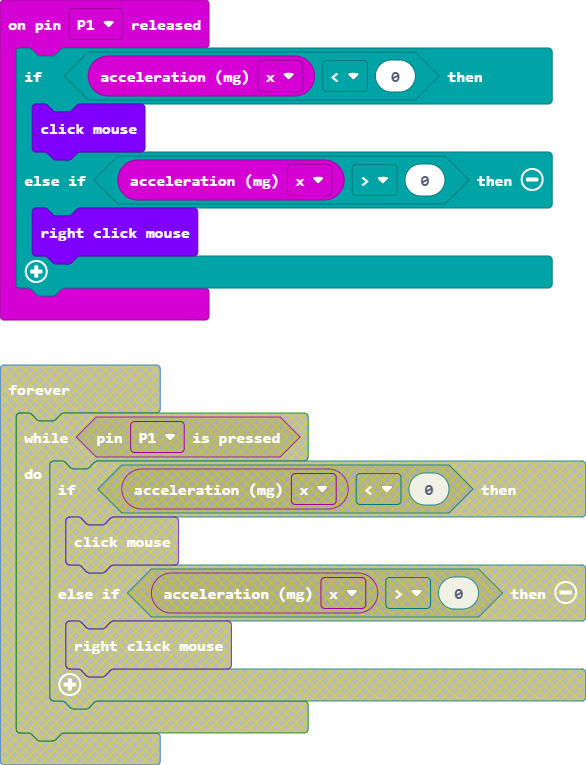 on pin P1 released
if acceleration (mg) x < 0 then
click mouse
else if acceleration (mg) x > 0 then
right click mouse
forever
while pin P1 is pressed
do
if acceleration (mg) x < 0 then
click mouse
else if acceleration (mg) x > 0 then
right click mouse